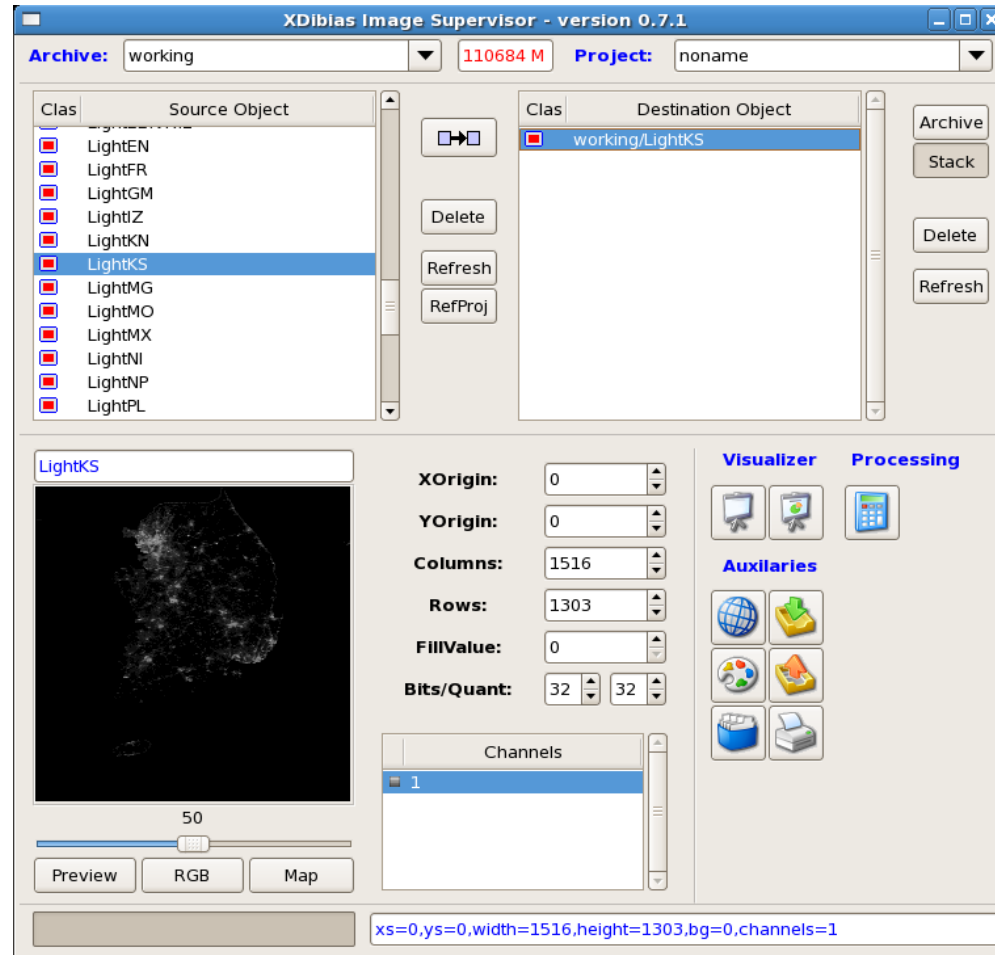 XDibias Image Supervisor - version 0.7.1
Archive: working 110684 M Project: noname
Clas Source Object
LightEN
LightFR
LightGM
LightIZ
LightKN
LightKS
LightMG
LightMO
LightMX
LightNI
LightNP
LightPL
Delete
Refresh
RefProj
Clas Destination Object
working/LightKS
Archive
Stack
Delete
Refresh
LightKS
50
Preview RGB Map
XOrigin: 0
YOrigin: 0
Columns: 1516
Rows: 1303
FillValue: 0
Bits/Quant: 32 32
Channels
1
Visualizer Processing
Auxilaries
xs=0,ys=0,width=1516,height=1303,bg=0,channels=1